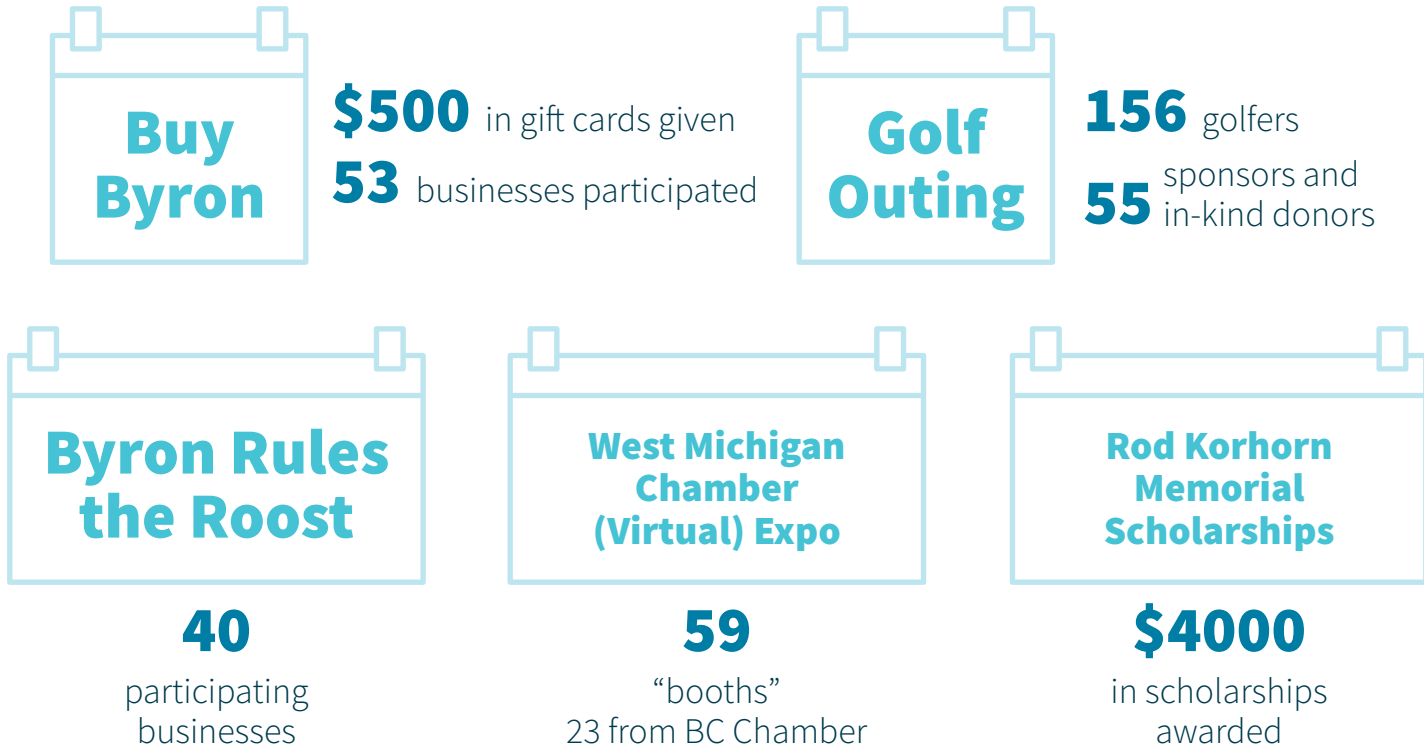 Buy
Byron
$500 in gift cards given
53 businesses participated
Golf
Outing
156 golfers
55 sponsors and
in-kind donors
Byron Rules
the Roost
40
participating
businesses
West Michigan
Chamber
(Virtual) Expo
59
“booths”
23 from BC Chamber
Rod Korhorn
Memorial
Scholarships
$4000
in scholarships
awarded